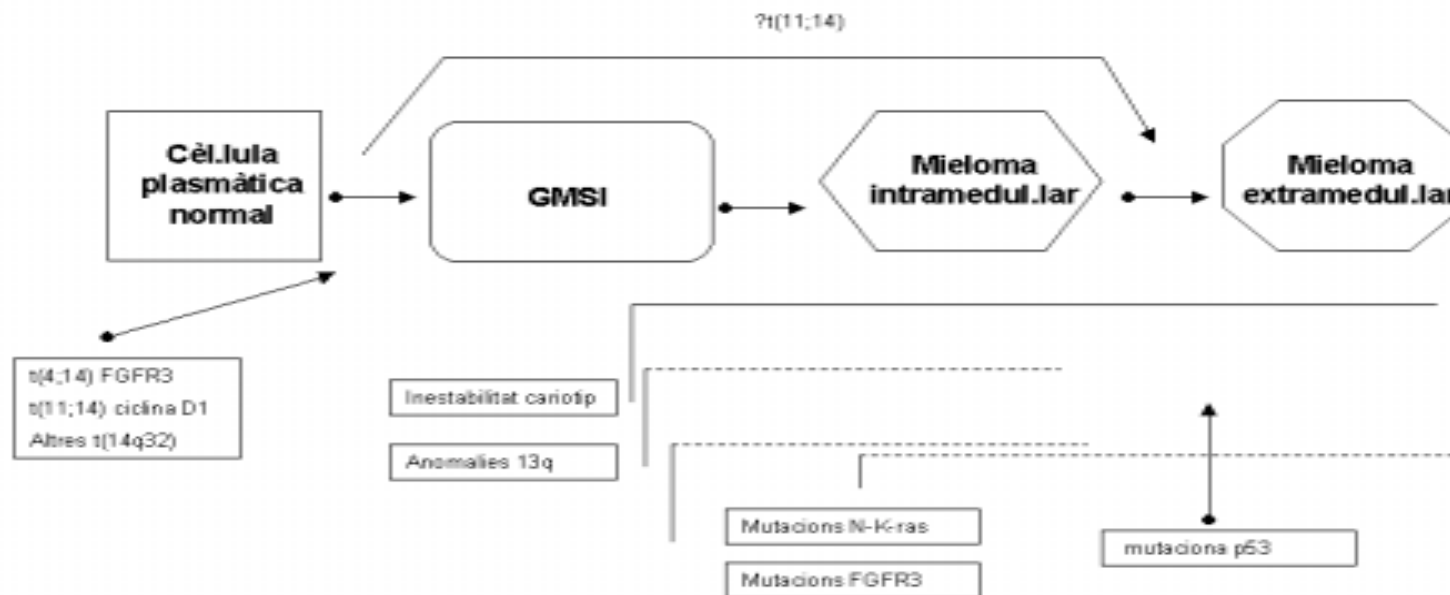 ?t(11;14)
Cèl.lula
plasmàtica
normal
GMSI
Mieloma
intramedul.lar
Mieloma
extramedul.lar
t(4;14) FGFR3
t(11;14) ciclina D1
Altres t(14q32)
Inestabilitat cariotip
Anomalies 13q
Mutacions N-K-ras
Mutacions FGFR3
mutaciona p53